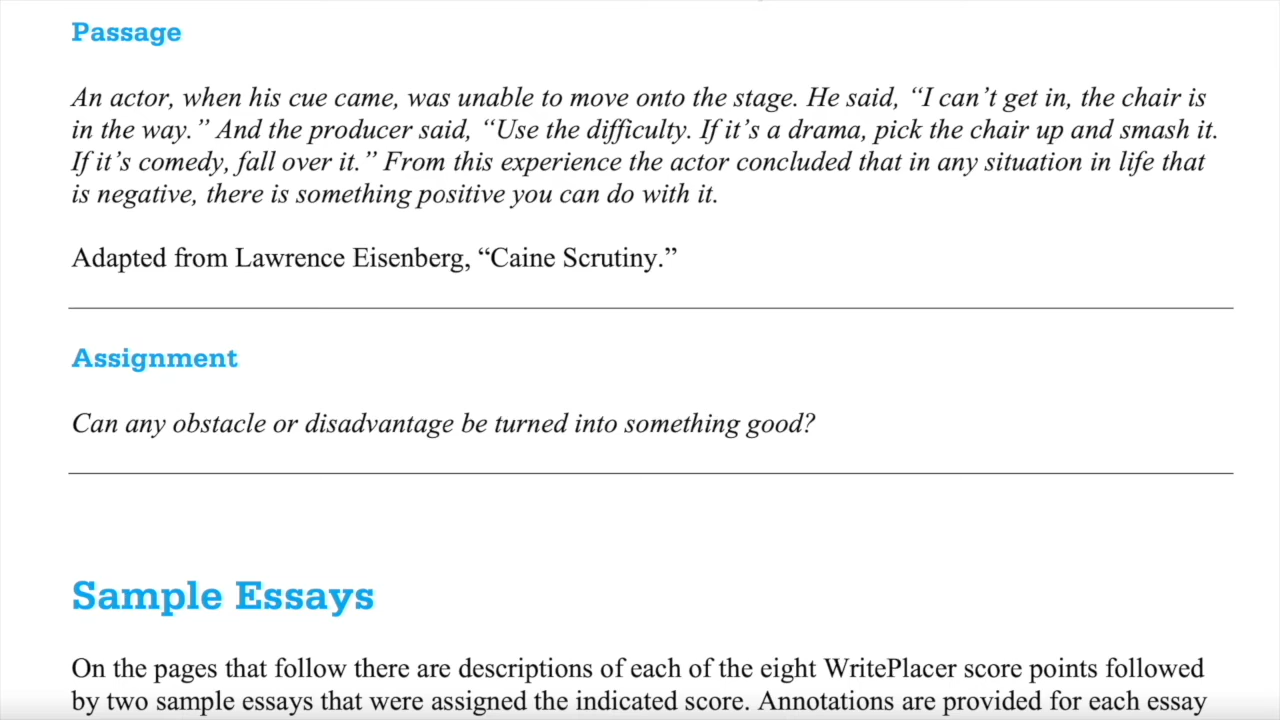 Passage
An actor, when his cue came, was unable to move onto the stage. He said, “I can’t get in, the chair is
in the way.” And the producer said, “Use the difficulty. If it’s a drama, pick the chair up and smash it.
If it’s comedy, fall over it.” From this experience the actor concluded that in any situation in life that
is negative, there is something positive you can do with it.
Adapted from Lawrence Eisenberg, “Caine Scrutiny.”
Assignment
Can any obstacle or disadvantage be turned into something good?
Sample Essays
On the pages that follow there are descriptions of each of the eight WritePlacer score points followed
by two sample essays that were assigned the indicated score. Annotations are provided for each essay